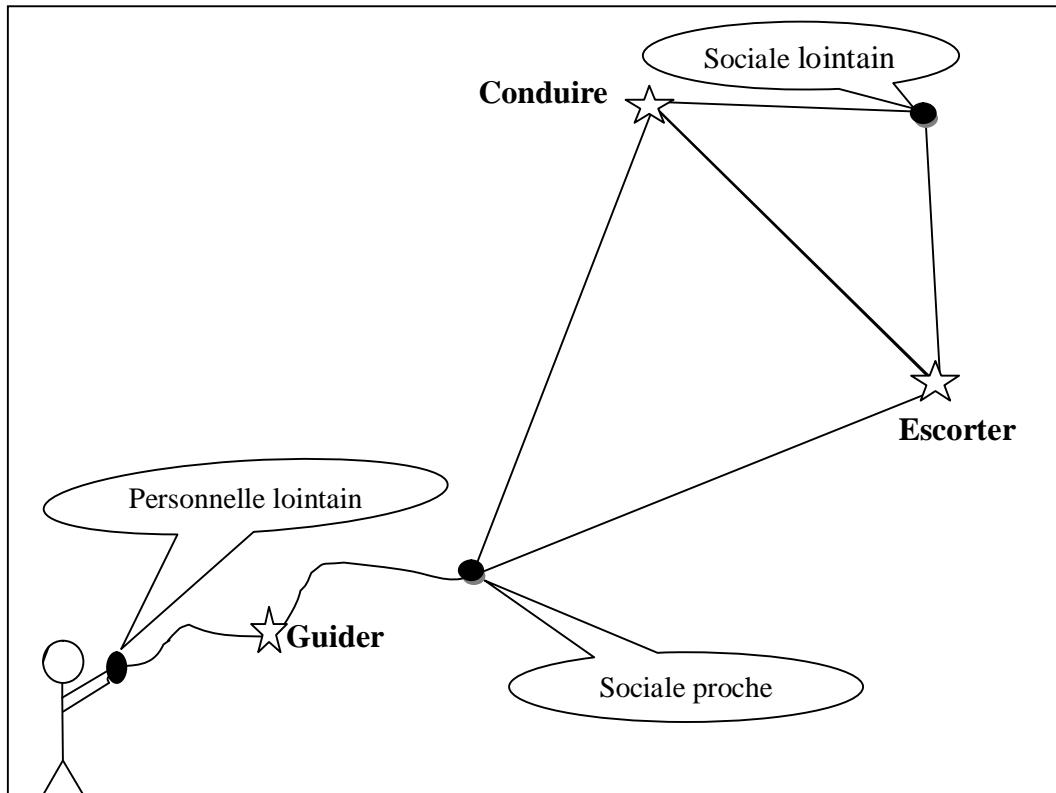 Sociale lointain
Conduire
Escorter
Personnelle lointain
Guider
Sociale proche